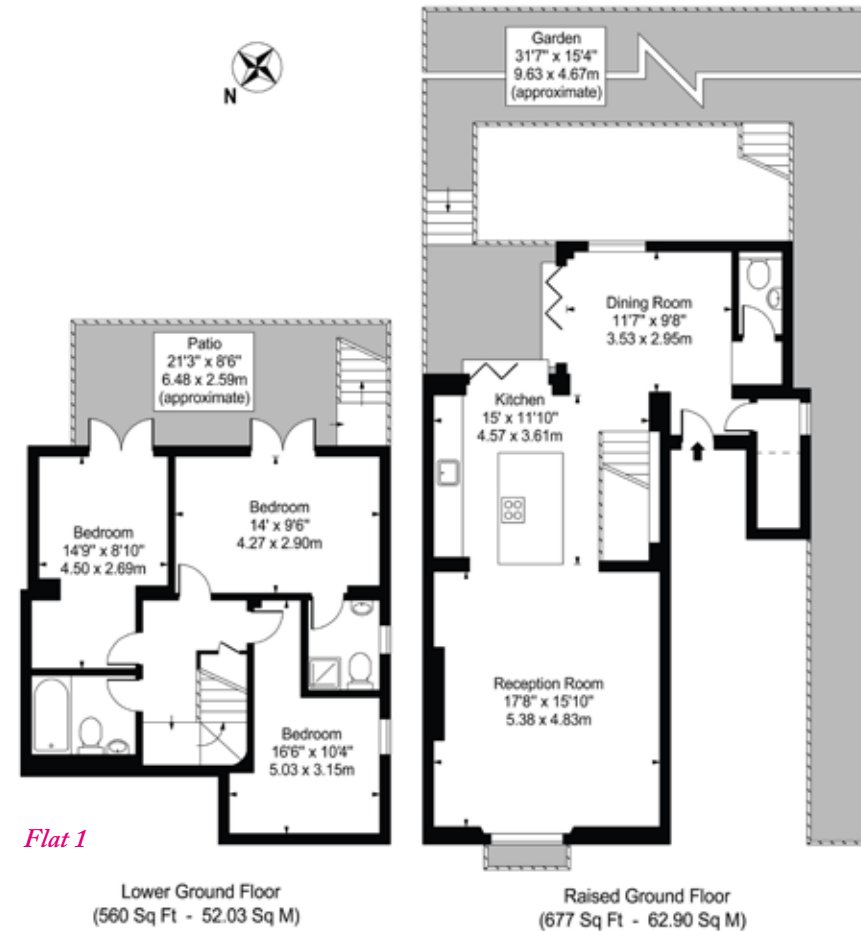 N
Garden
31'7" x 15'4"
9.63 x 4.67m
(approximate)
Dining Room
11'7" x 9'8"
3.53 x 2.95m
Kitchen
15' x 11'10"
4.57 x 3.61m
Reception Room
17'8" x 15'10"
5.38 x 4.83m
Patio
21'3" x 8'6"
6.48 x 2.59m
(approximate)
Bedroom
14' x 9'6"
4.27 x 2.90m
Bedroom
14'9" x 8'10"
4.50 x 2.69m
Bedroom
16'6" x 10'4"
5.03 x 3.15m
Flat 1
Lower Ground Floor
(560 Sq Ft - 52.03 Sq M)
Raised Ground Floor
(677 Sq Ft - 62.90 Sq M)